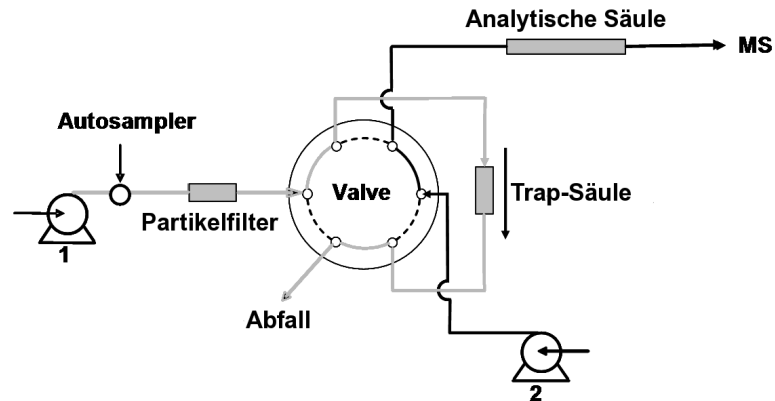 Analytische Säule
MS
Autosampler
Valve
Trap-Säule
Partikelfilter
1
Abfall
2